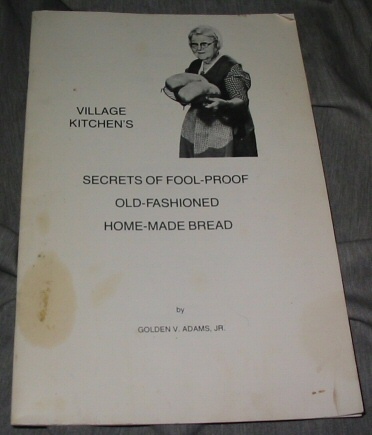 VILLAGE
KITCHEN'S
SECRETS OF FOOL-PROOF
OLD-FASHIONED
HOME-MADE BREAD
by
GOLDEN V. ADAMS, JR.